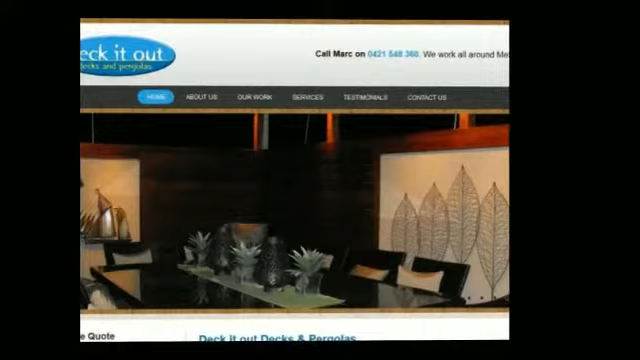 eck it out
decks and pergolas
Call Marc on 0421 548 360. We work all around Mel
HOME ABOUT US OUR WORK SERVICES TESTIMONIALS CONTACT US
e Quote
Deck it out Decks & Pergolas